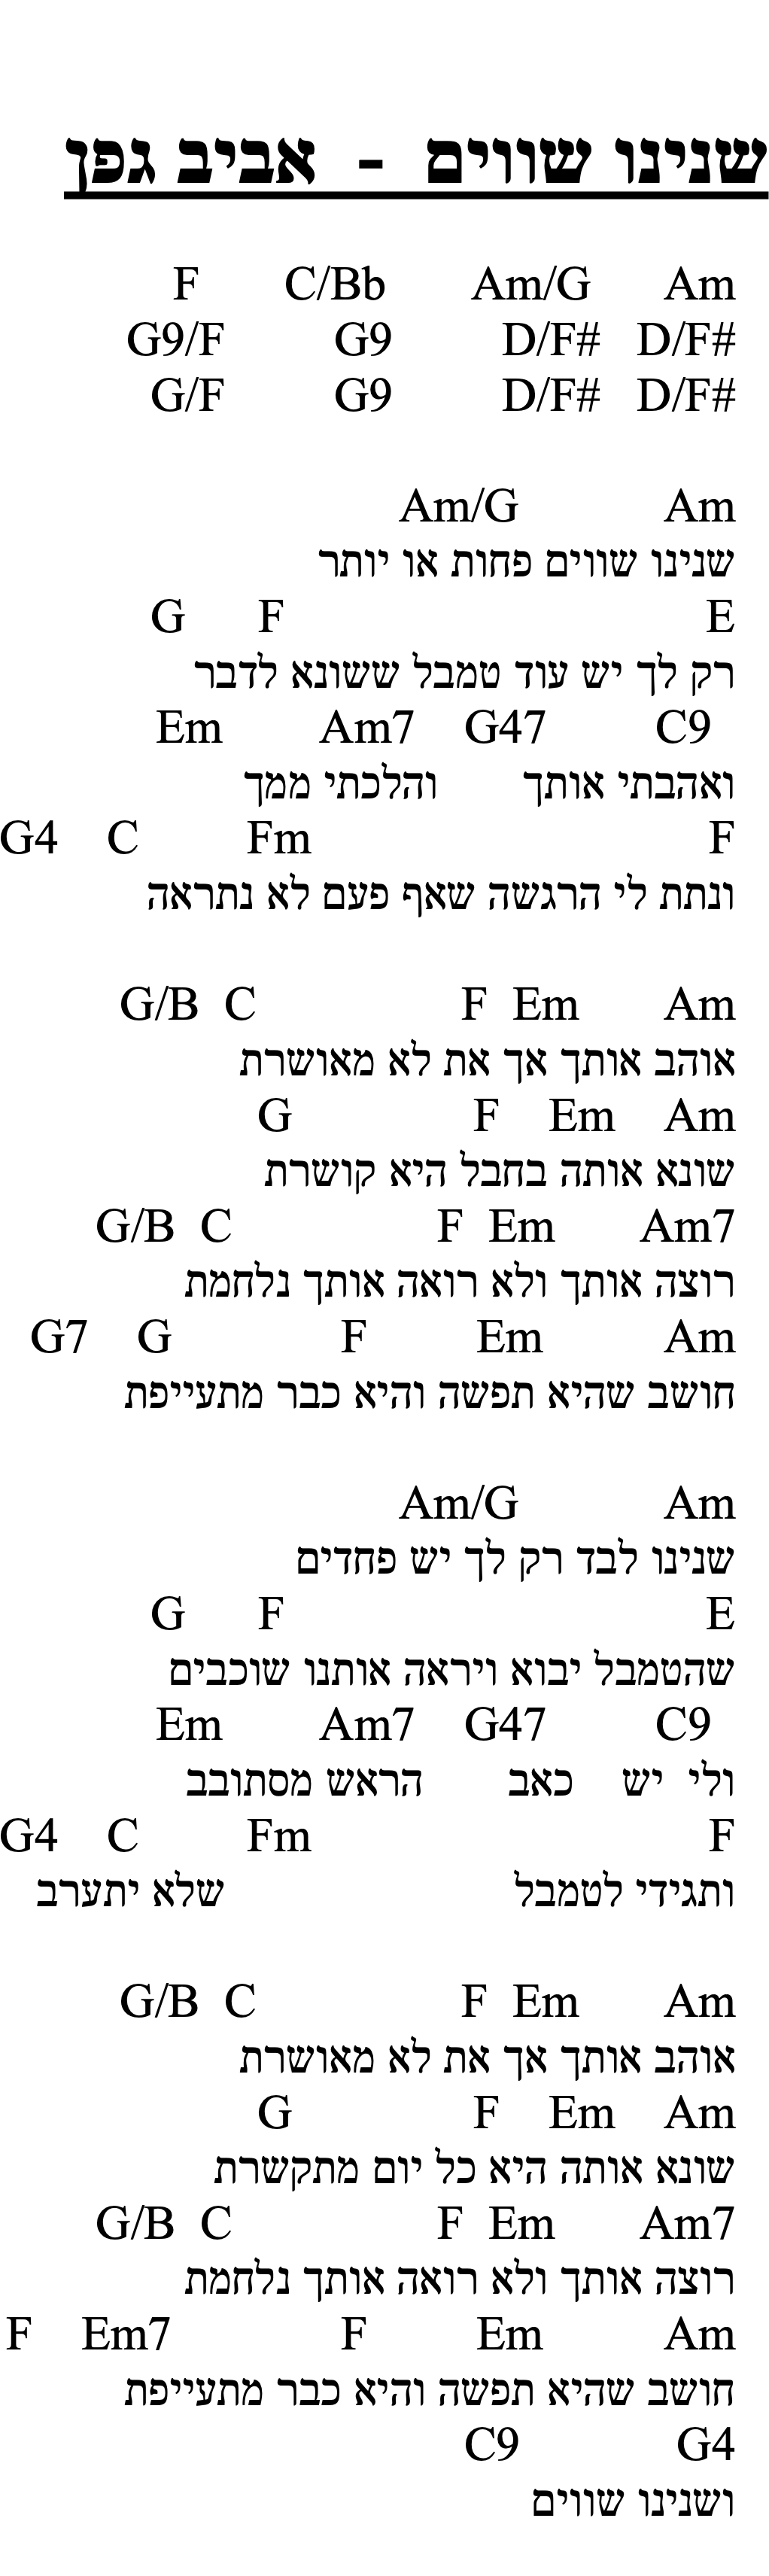 שנינו שווים - אביב גפן
Am Am/G C/Bb F
D/F# D/F# G9 G9/F
D/F# D/F# G9 G/F
Am Am/G
שנינו שווים פחות או יותר
E F G
רק לך יש עוד טמבל ששונא לדבר
C9 G47 Am7 Em
ואהבתי אותך והלכתי ממך
F Fm C G4
ונתת לי הרגשה שאף פעם לא נתראה
Am Em F C G/B
אוהב אותך אך את לא מאושרת
Am Em F G
שונא אותה בחבל היא קושרת
Am7 Em F C G/B
רוצה אותך ולא רואה אותך נלחמת
Am Em F G G7
חושב שהיא תפשה והיא כבר מתעייפת
Am Am/G
שנינו לבד רק לך יש פחדים
E F G
שהטמבל יבוא ויראה אותנו שוכבים
C9 G47 Am7 Em
ולי יש כאב הראש מסתובב
F Fm C G4
ותגידי לטמבל שלא יתערב
Am Em F C G/B
אוהב אותך אך את לא מאושרת
Am Em F G
שונא אותה היא כל יום מתקשרת
Am7 Em F C G/B
רוצה אותך ולא רואה אותך נלחמת
Am Em F Em7 F
חושב שהיא תפשה והיא כבר מתעייפת
G4 C9
ושנינו שווים